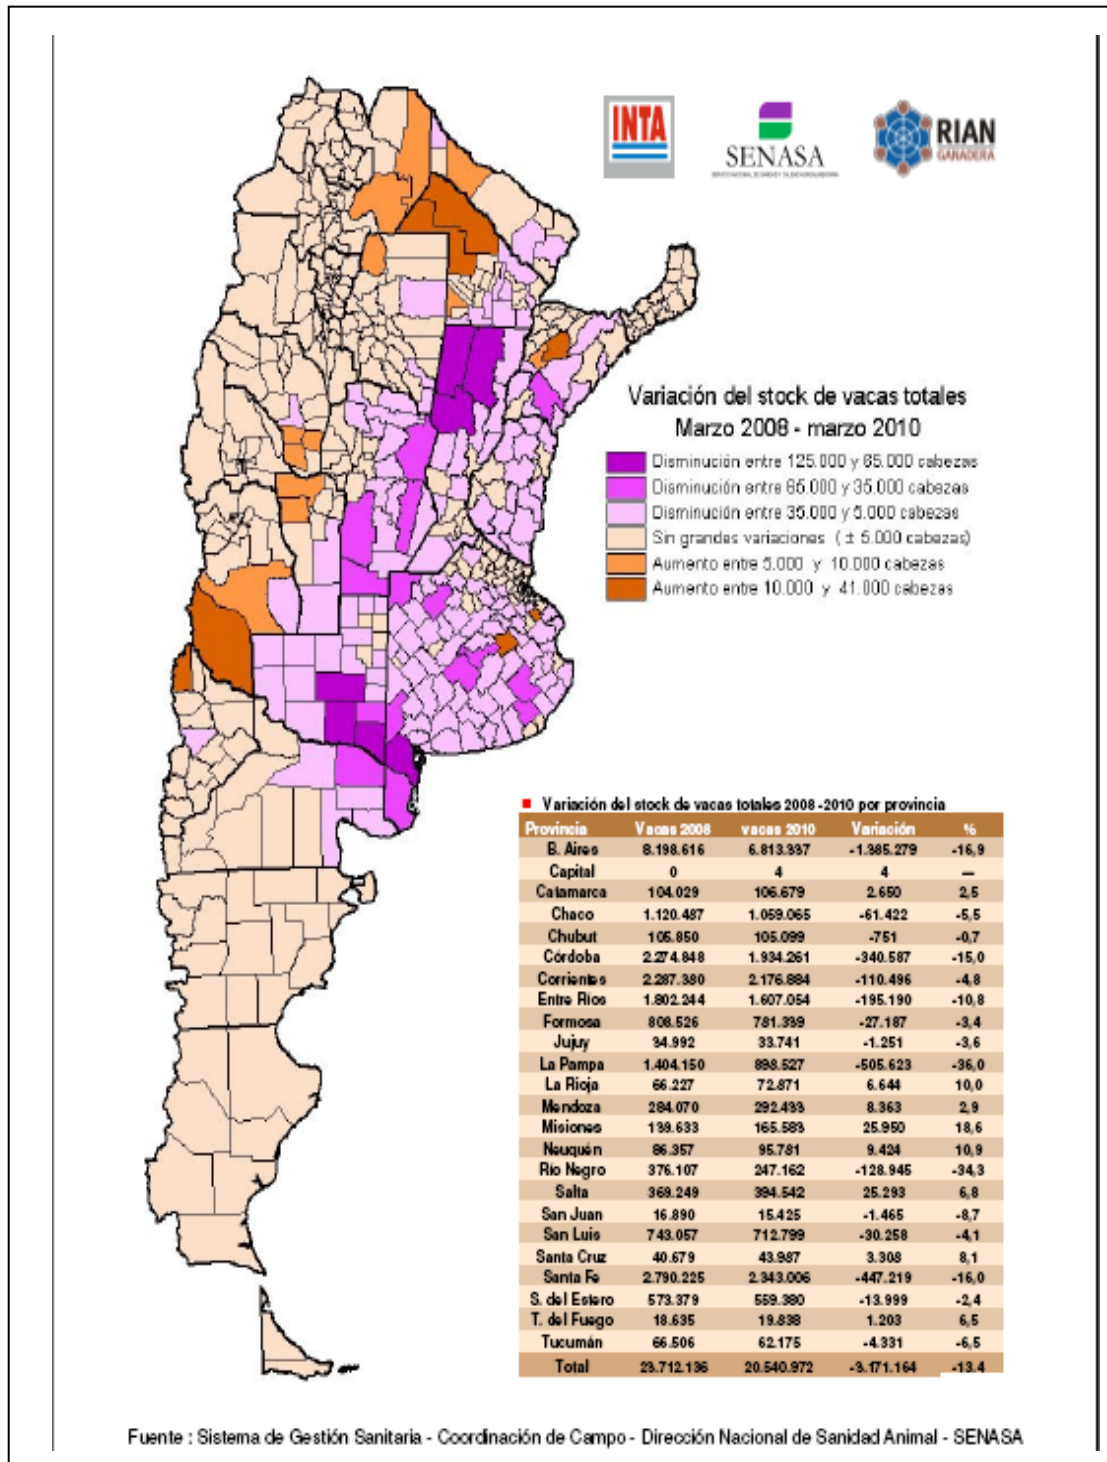 INTA
SENASA
RIAN
GANADERA
Variación del stock de vacas totales
Marzo 2008 - marzo 2010
Disminución entre 125.000 y 65.000 cabezas
Disminución entre 65.000 y 35.000 cabezas
Disminución entre 35.000 y 5.000 cabezas
Sin grandes variaciones ( ± 5.000 cabezas)
Aumento entre 5.000 y 10.000 cabezas
Aumento entre 10.000 y 41.000 cabezas
Variación del stock de vacas totales 2008 -2010 por provincia
Provincia Vacas 2008 vacas 2010 Variación %
B. Aires 8.198.616 6.813.337 -1.385.279 -16,9
Capital 0 4 4 —
Catamarca 104.029 106.679 2.650 2,5
Chaco 1.120.487 1.059.065 -61.422 -5,5
Chubut 105.850 105.099 -751 -0,7
Córdoba 2.274.848 1.934.261 -340.587 -15,0
Corrientes 2.287.380 2.176.884 -110.496 -4,8
Entre Ríos 1.802.244 1.607.054 -195.190 -10,8
Formosa 808.526 781.339 -27.187 -3,4
Jujuy 34.992 33.741 -1.251 -3,6
La Pampa 1.404.150 898.527 -505.623 -36,0
La Rioja 66.227 72.871 6.644 10,0
Mendoza 284.070 292.433 8.363 2,9
Misiones 139.633 165.583 25.950 18,6
Neuquén 86.357 95.781 9.424 10,9
Río Negro 376.107 247.162 -128.945 -34,3
Salta 369.249 394.542 25.293 6,8
San Juan 16.890 15.425 -1.465 -8,7
San Luis 743.057 712.799 -30.258 -4,1
Santa Cruz 40.679 43.987 3.308 8,1
Santa Fe 2.790.225 2.343.006 -447.219 -16,0
S. del Estero 573.379 559.380 -13.999 -2,4
T. del Fuego 18.635 19.838 1.203 6,5
Tucumán 66.506 62.175 -4.331 -6,5
Total 23.712.136 20.540.972 -3.171.164 -13.4
Fuente : Sistema de Gestión Sanitaria - Coordinación de Campo - Dirección Nacional de Sanidad Animal - SENASA